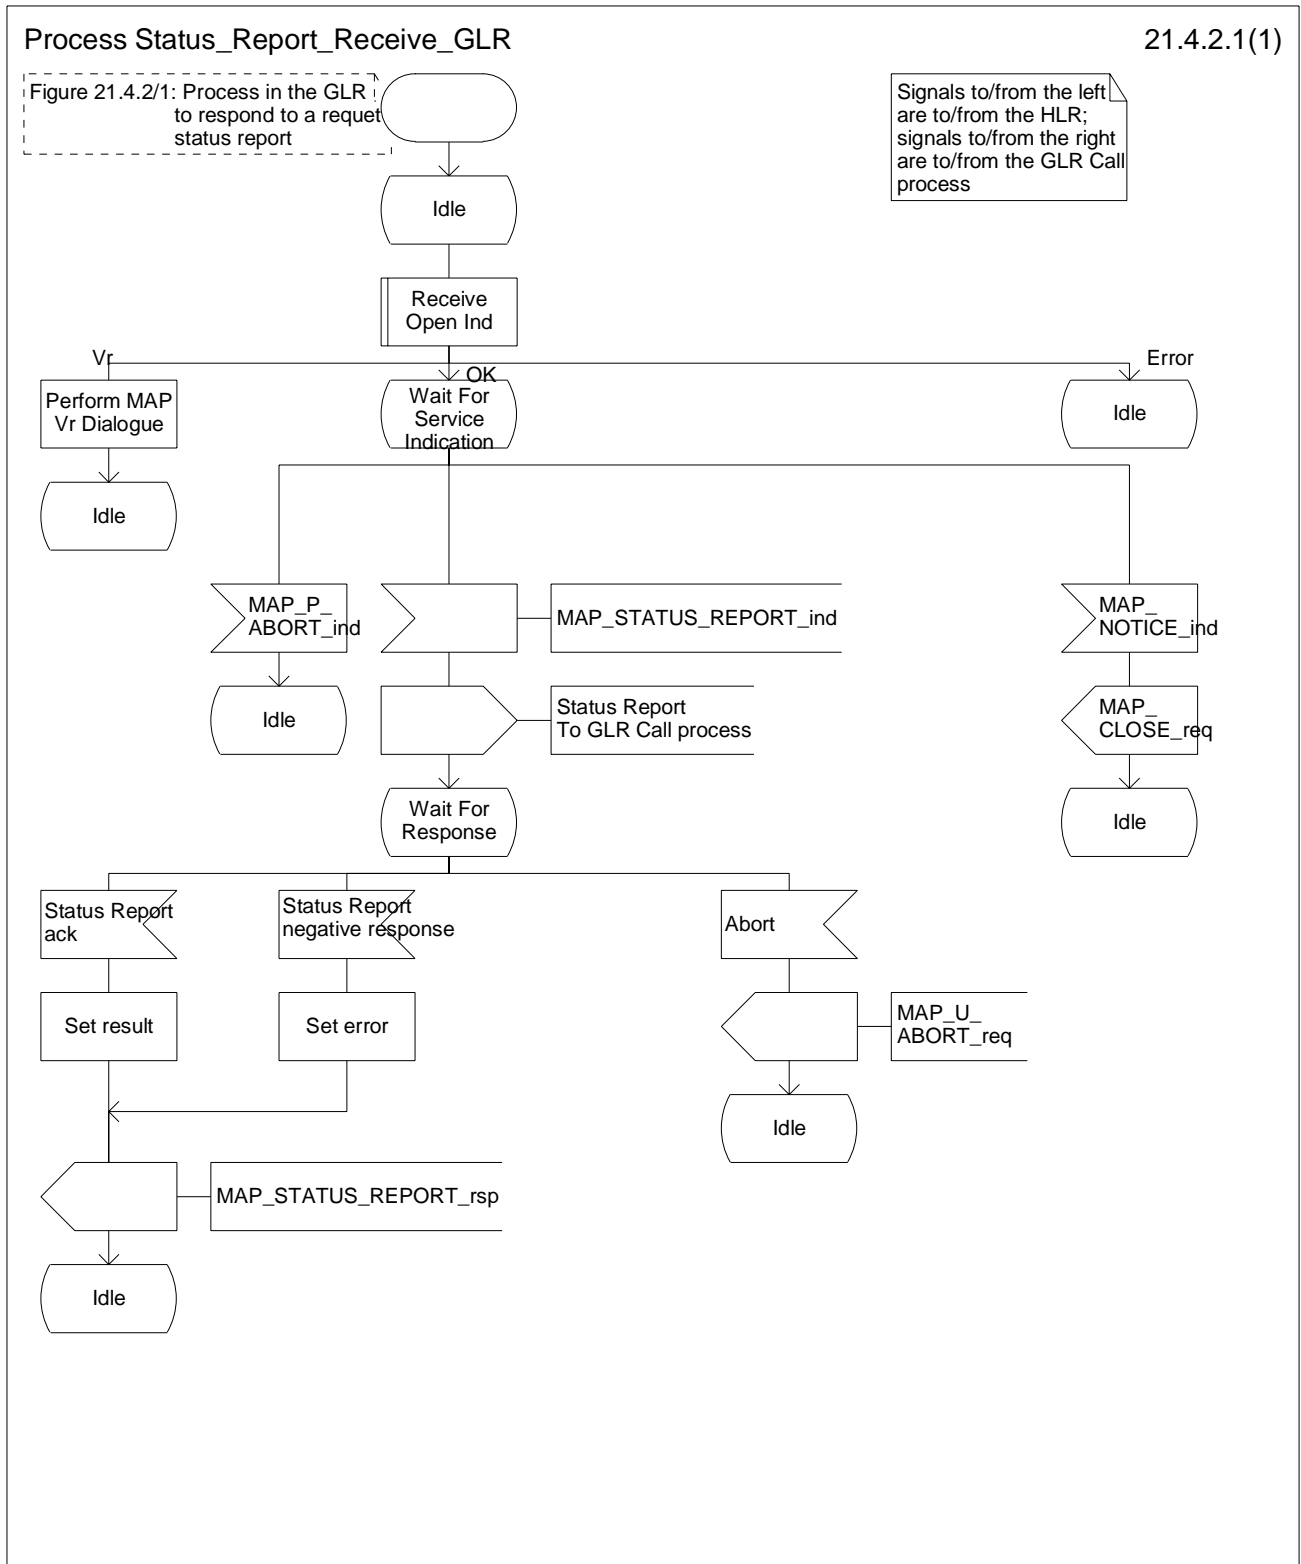 Process Status_Report_Receive_GLR
21.4.2.1(1)
Figure 21.4.2/1: Process in the GLR
to respond to a requet
status report
Signals to/from the left
are to/from the HLR;
signals to/from the right
are to/from the GLR Call
process
Idle
Receive
Open Ind
Vr
OK
Error
Perform MAP
Vr Dialogue
Wait For
Service
Indication
Idle
Idle
MAP_P_
ABORT_ind
MAP_STATUS_REPORT_ind
MAP_
NOTICE_ind
Idle
Status Report
To GLR Call process
MAP_
CLOSE_req
Wait For
Response
Idle
Status Report
ack
Status Report
negative response
Abort
Set result
Set error
MAP_U_
ABORT_req
Idle
MAP_STATUS_REPORT_rsp
Idle